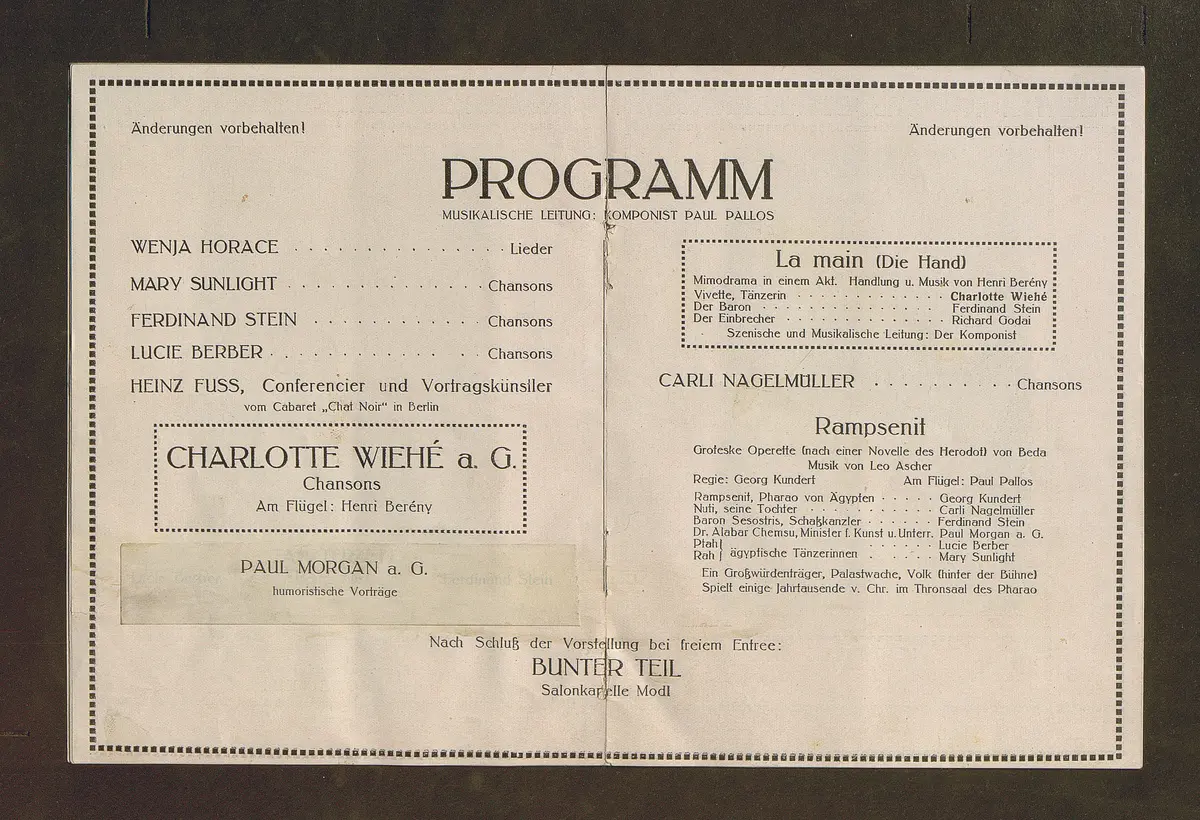 Änderungen vorbehalten!
Änderungen vorbehalten!
PROGRAMM
MUSIKALISCHE LEITUNG: KOMPONIST PAUL PALLOS
WENJA HORACE . . . . . . . . . . . . . . . Lieder
MARY SUNLIGHT . . . . . . . . . . . . . . Chansons
FERDINAND STEIN . . . . . . . . . . . . Chansons
LUCIE BERBER . . . . . . . . . . . . . Chansons
HEINZ FUSS, Conferencier und Vortragskünstler
vom Cabaret „Chat Noir" in Berlin
CHARLOTTE WIEHÉ a. G.
Chansons
Am Flügel: Henri Berény
PAUL MORGAN a. G.
humoristische Vorträge
Ferdinand Stein
La main (Die Hand)
Mimodrama in einem Akt. Handlung u. Musik von Henri Berény
Vivette, Tänzerin . . . . . . . . . . . . . Charlotte Wiehé
Der Baron . . . . . . . . . . . . . Ferdinand Stein
Der Einbrecher . . . . . . . . . . . . Richard Godai
Szenische und Musikalische Leitung: Der Komponist
CARLI NAGELMÜLLER . . . . . . . . . . Chansons
Rampsenit
Groteske Operette (nach einer Novelle des Herodot) von Beda
Musik von Leo Ascher
Regie: Georg Kundert Am Flügel: Paul Pallos
Rampsenit, Pharao von Ägypten . . . . . Georg Kundert
Nuti, seine Tochter . . . . . . . . . . . Carli Nagelmüller
Baron Sesostris, Schaßkanzler . . . . . . Ferdinand Stein
Dr. Alabar Chemsu, Minister f. Kunst u. Unterr. Paul Morgan a. G.
Ptah . . . . . . . . . . Lucie Berber
ägyptische Tänzerinnen
Rah . . . . . . Mary Sunlight
Ein Großwürdenträger, Palastwache, Volk (hinter der Bühne)
Spielt einige Jahrtausende v. Chr. im Thronsaal des Pharao
Nach Schluß der Vorstellung bei freiem Entree:
BUNTER TEIL
Salonkapelle Modl